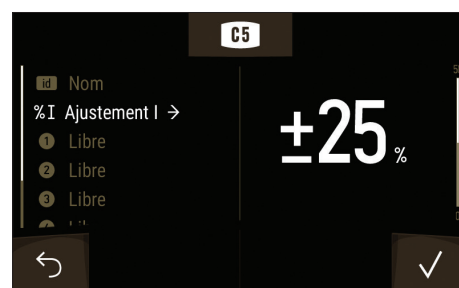 C5
id Nom
%I Ajustement I →
1 Libre
2 Libre
3 Libre
±25 %